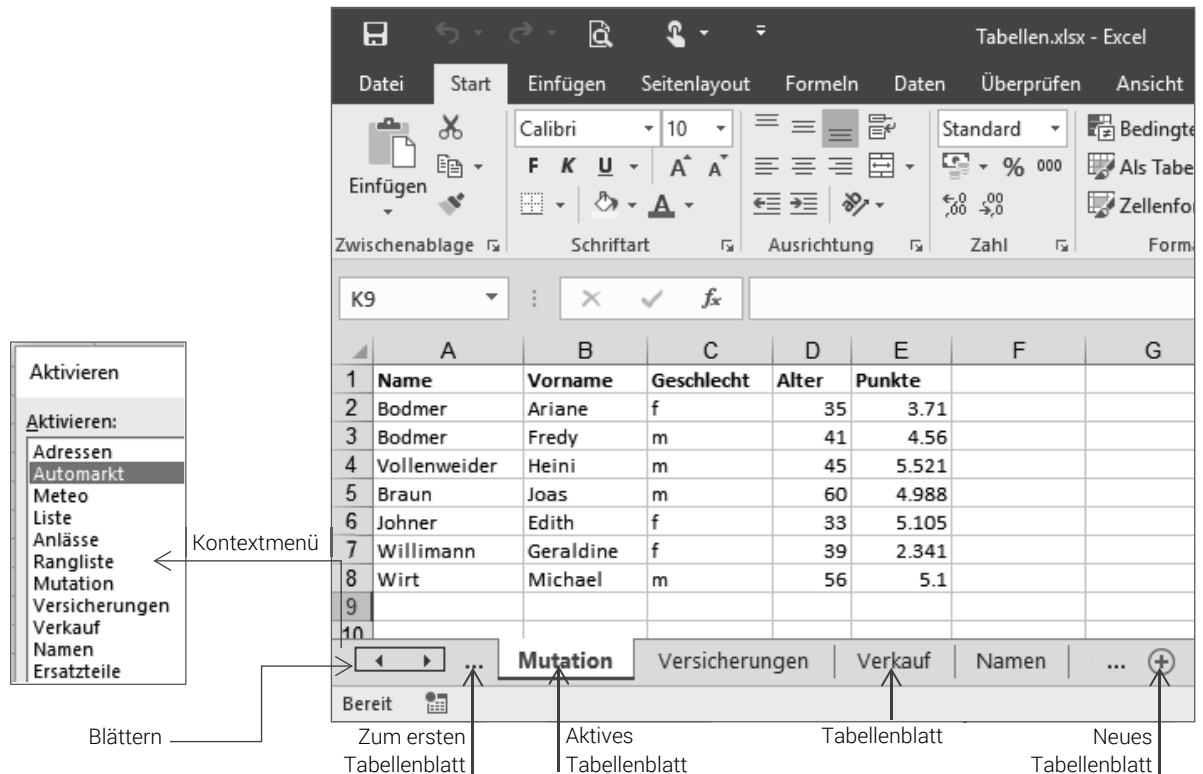 Tabellen.xlsx - Excel
Datei Start Einfügen Seitenlayout Formeln Daten Überprüfen Ansicht
Calibri 10 Standard Bedingte
F K U A A % 000 Als Tabe
Einfügen
A ,00 ,00 ,0 Zellenfo
Zwischenablage Schriftart Ausrichtung Zahl Form
K9 fx
A B C D E F G
1 Name Vorname Geschlecht Alter Punkte
2 Bodmer Ariane f 35 3.71
3 Bodmer Fredy m 41 4.56
4 Vollenweider Heini m 45 5.521
5 Braun Joas m 60 4.988
6 Johner Edith f 33 5.105
7 Willimann Geraldine f 39 2.341
8 Wirt Michael m 56 5.1
9
10
... Mutation Versicherungen Verkauf Namen ...
Bereit
Aktivieren
Aktivieren:
Adressen
Automarkt
Meteo
Liste
Anlässe
Rangliste
Mutation
Versicherungen
Verkauf
Namen
Ersatzteile
Kontextmenü
Blättern
Zum ersten
Tabellenblatt
Aktives
Tabellenblatt
Tabellenblatt
Neues
Tabellenblatt